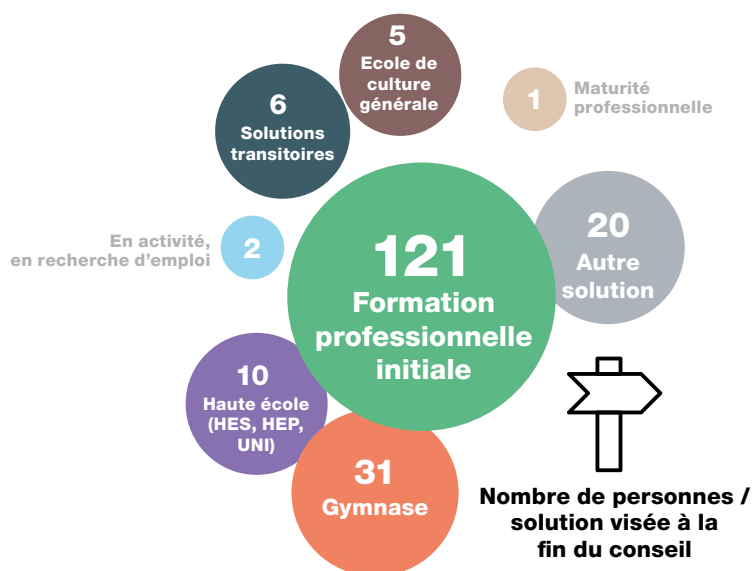 5
Ecole de
culture
générale
6
Solutions
transitoires
1
Maturité
professionnelle
En activité,
en recherche d'emploi
2
121
Formation
professionnelle
initiale
20
Autre
solution
10
Haute école
(HES, HEP,
UNI)
31
Gymnase
Nombre de personnes /
solution visée à la
fin du conseil